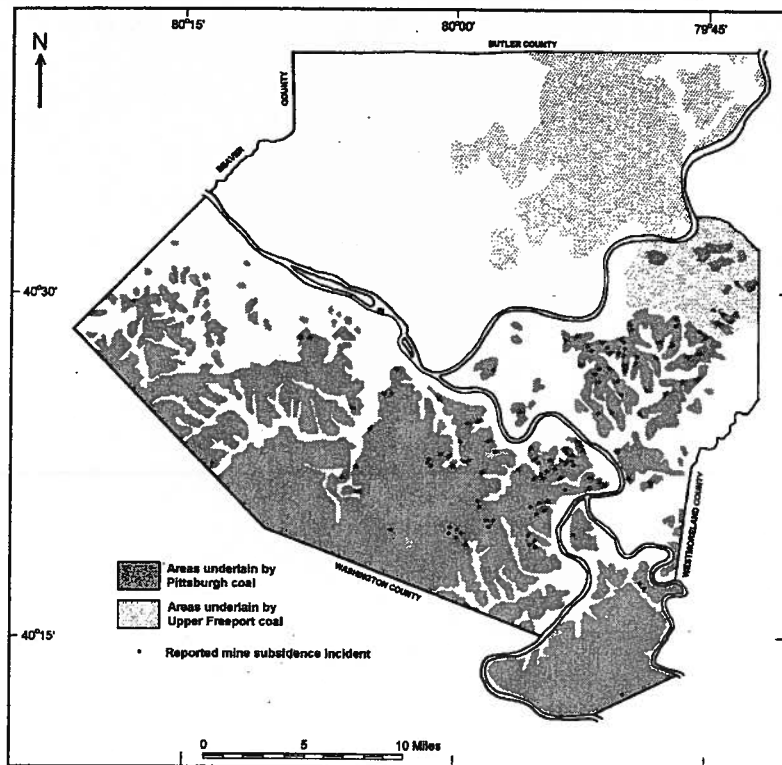 80°15'
80°00'
79°45'
N
BUTLER COUNTY
COUNTY
BEAVER
40°30'
WESTMORELAND COUNTY
Areas underlain by
Pittsburgh coal
WASHINGTON COUNTY
Areas underlain by
Upper Freeport coal
40°15'
Reported mine subsidence incident
0 5 10 Miles